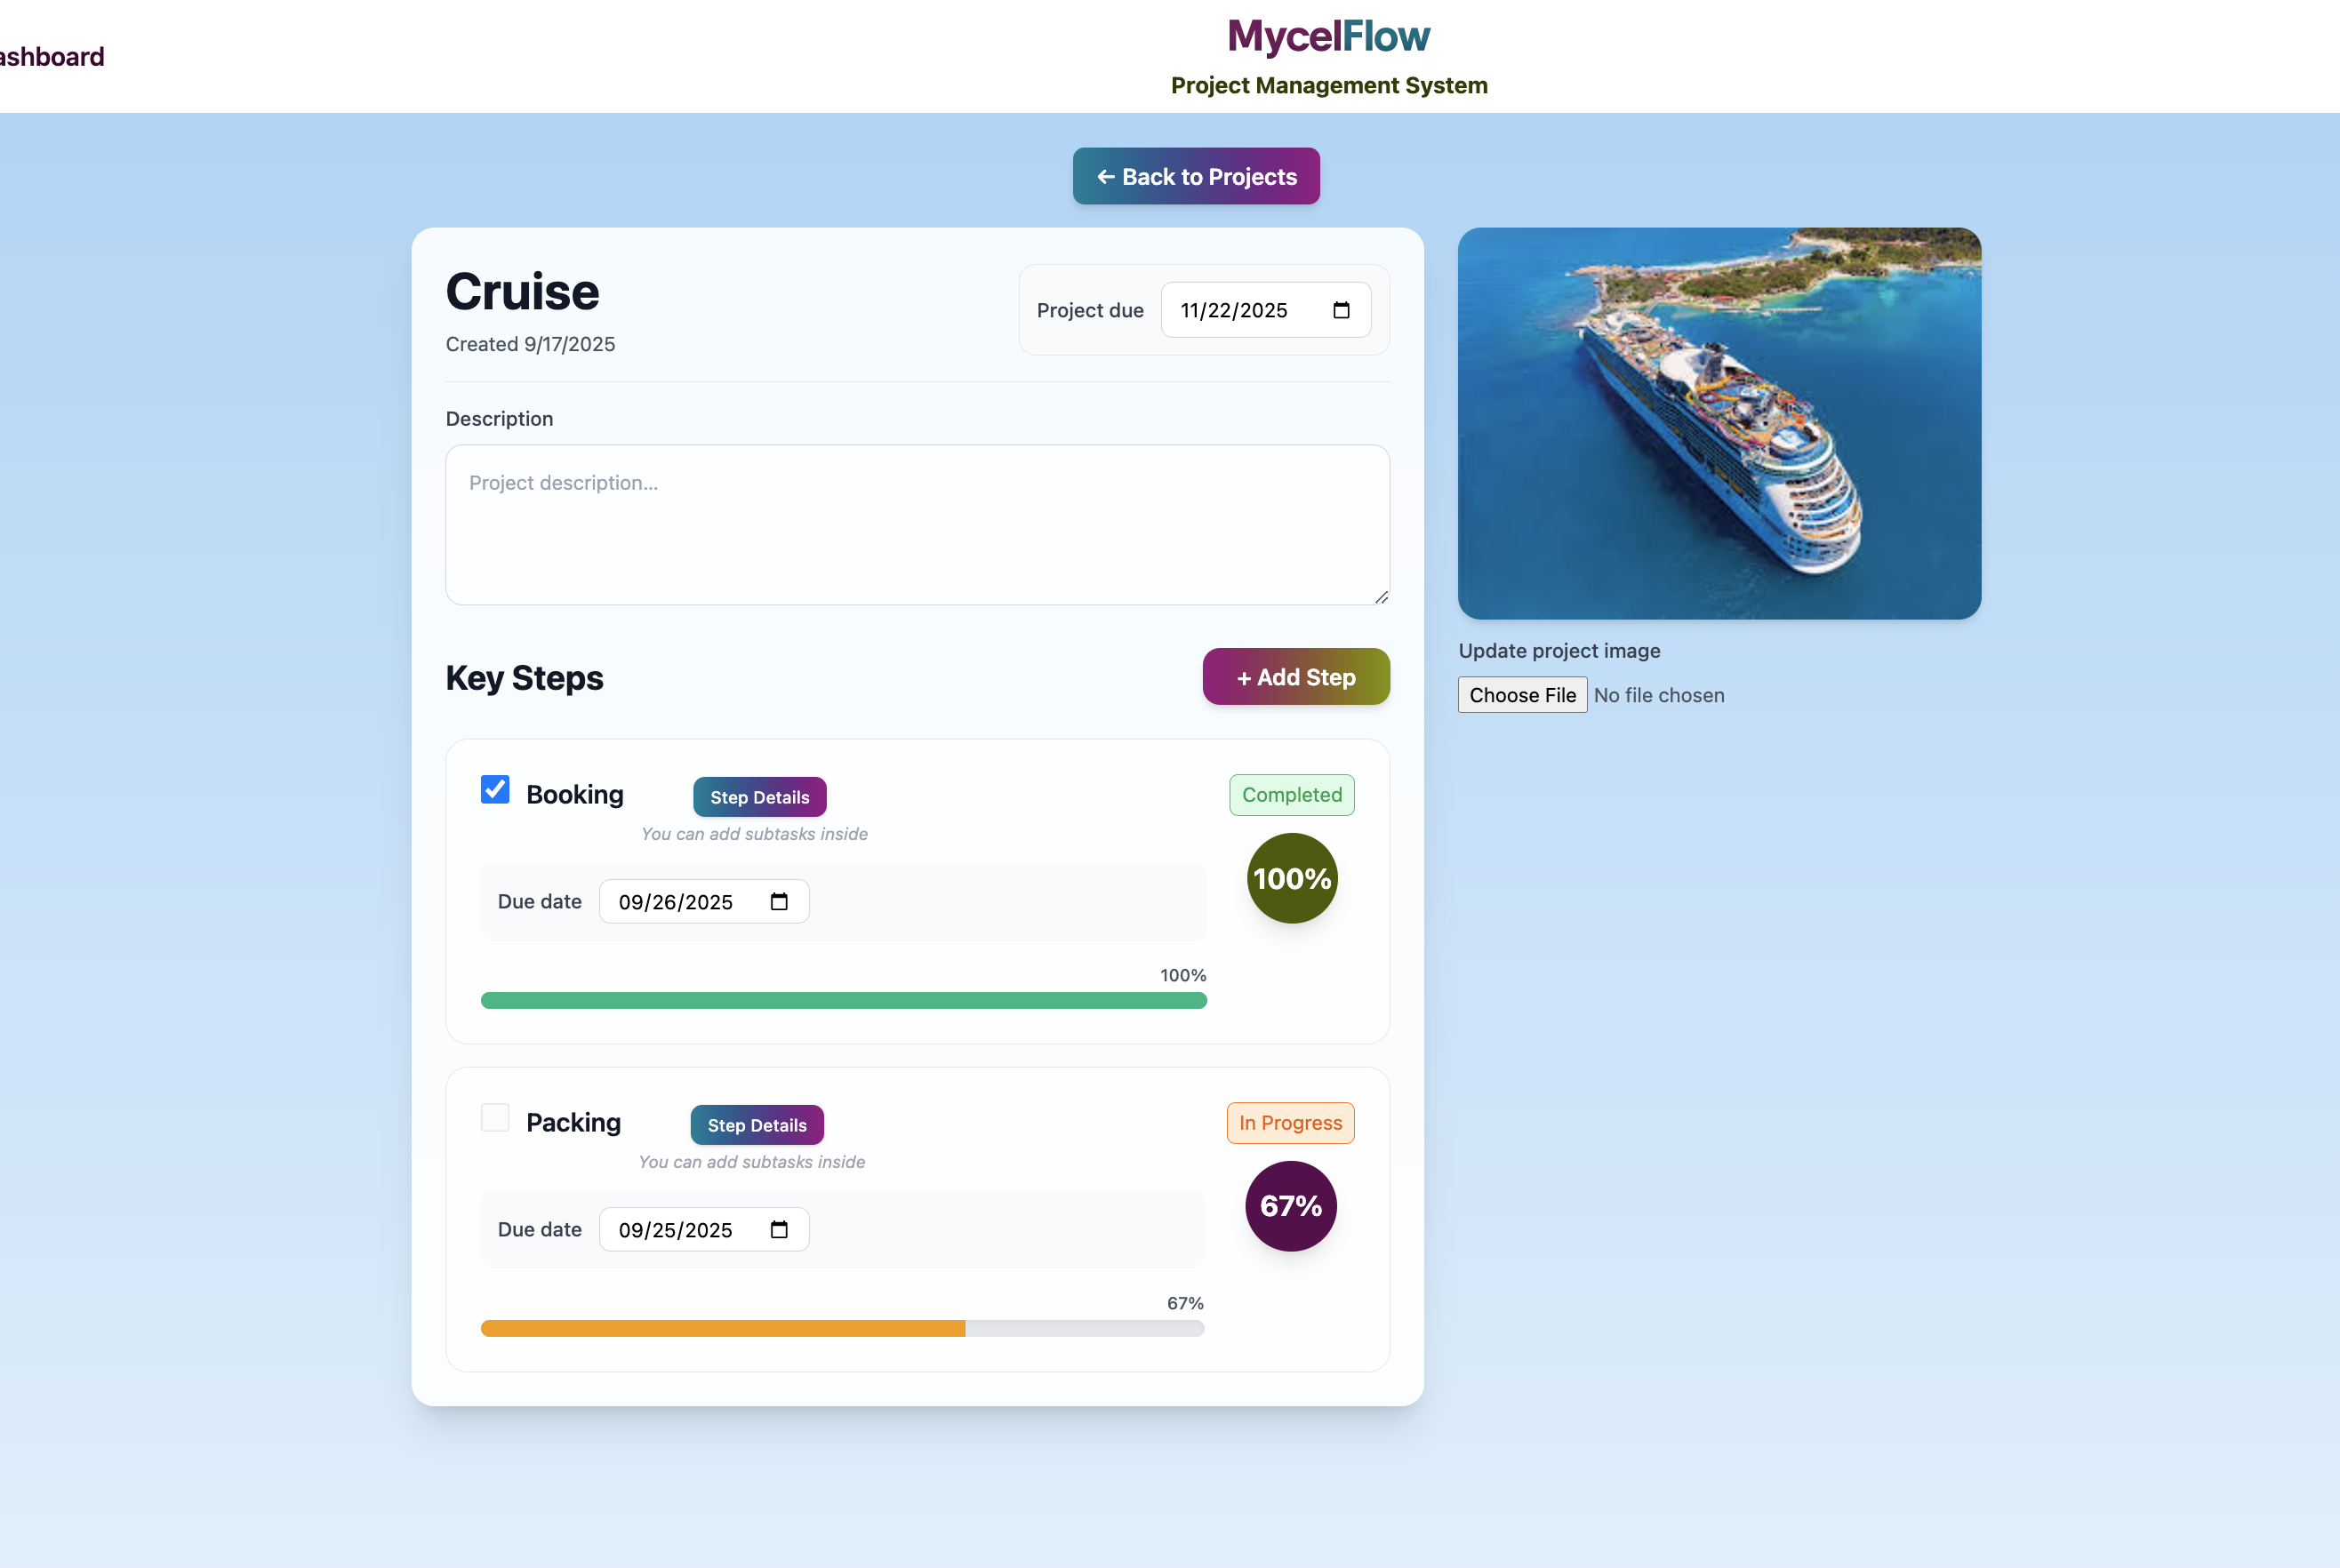 ashboard
MycelFlow
Project Management System
← Back to Projects
Cruise
Created 9/17/2025
Project due 11/22/2025
Description
Project description...
Key Steps
+ Add Step
Booking
Step Details
You can add subtasks inside
Completed
100%
Due date 09/26/2025
100%
Packing
Step Details
You can add subtasks inside
In Progress
67%
Due date 09/25/2025
67%
Update project image
Choose File No file chosen